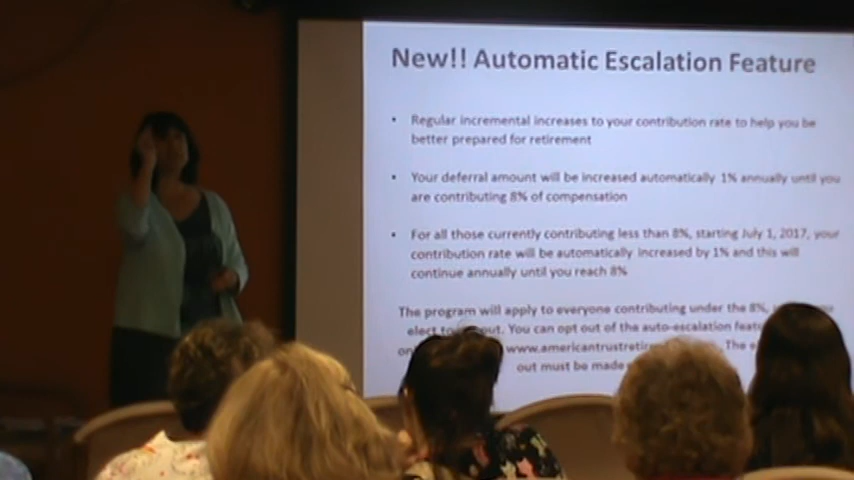 New!! Automatic Escalation Feature
• Regular incremental increases to your contribution rate to help you be
better prepared for retirement
• Your deferral amount will be increased automatically 1% annually until you
are contributing 8% of compensation
• For all those currently contributing less than 8%, starting July 1, 2017, your
contribution rate will be automatically increased by 1% and this will
continue annually until you reach 8%
The program will apply to everyone contributing under the 8%,
elect to out. You can opt out of the auto-escalation
www.americantrustretire The
out must be made